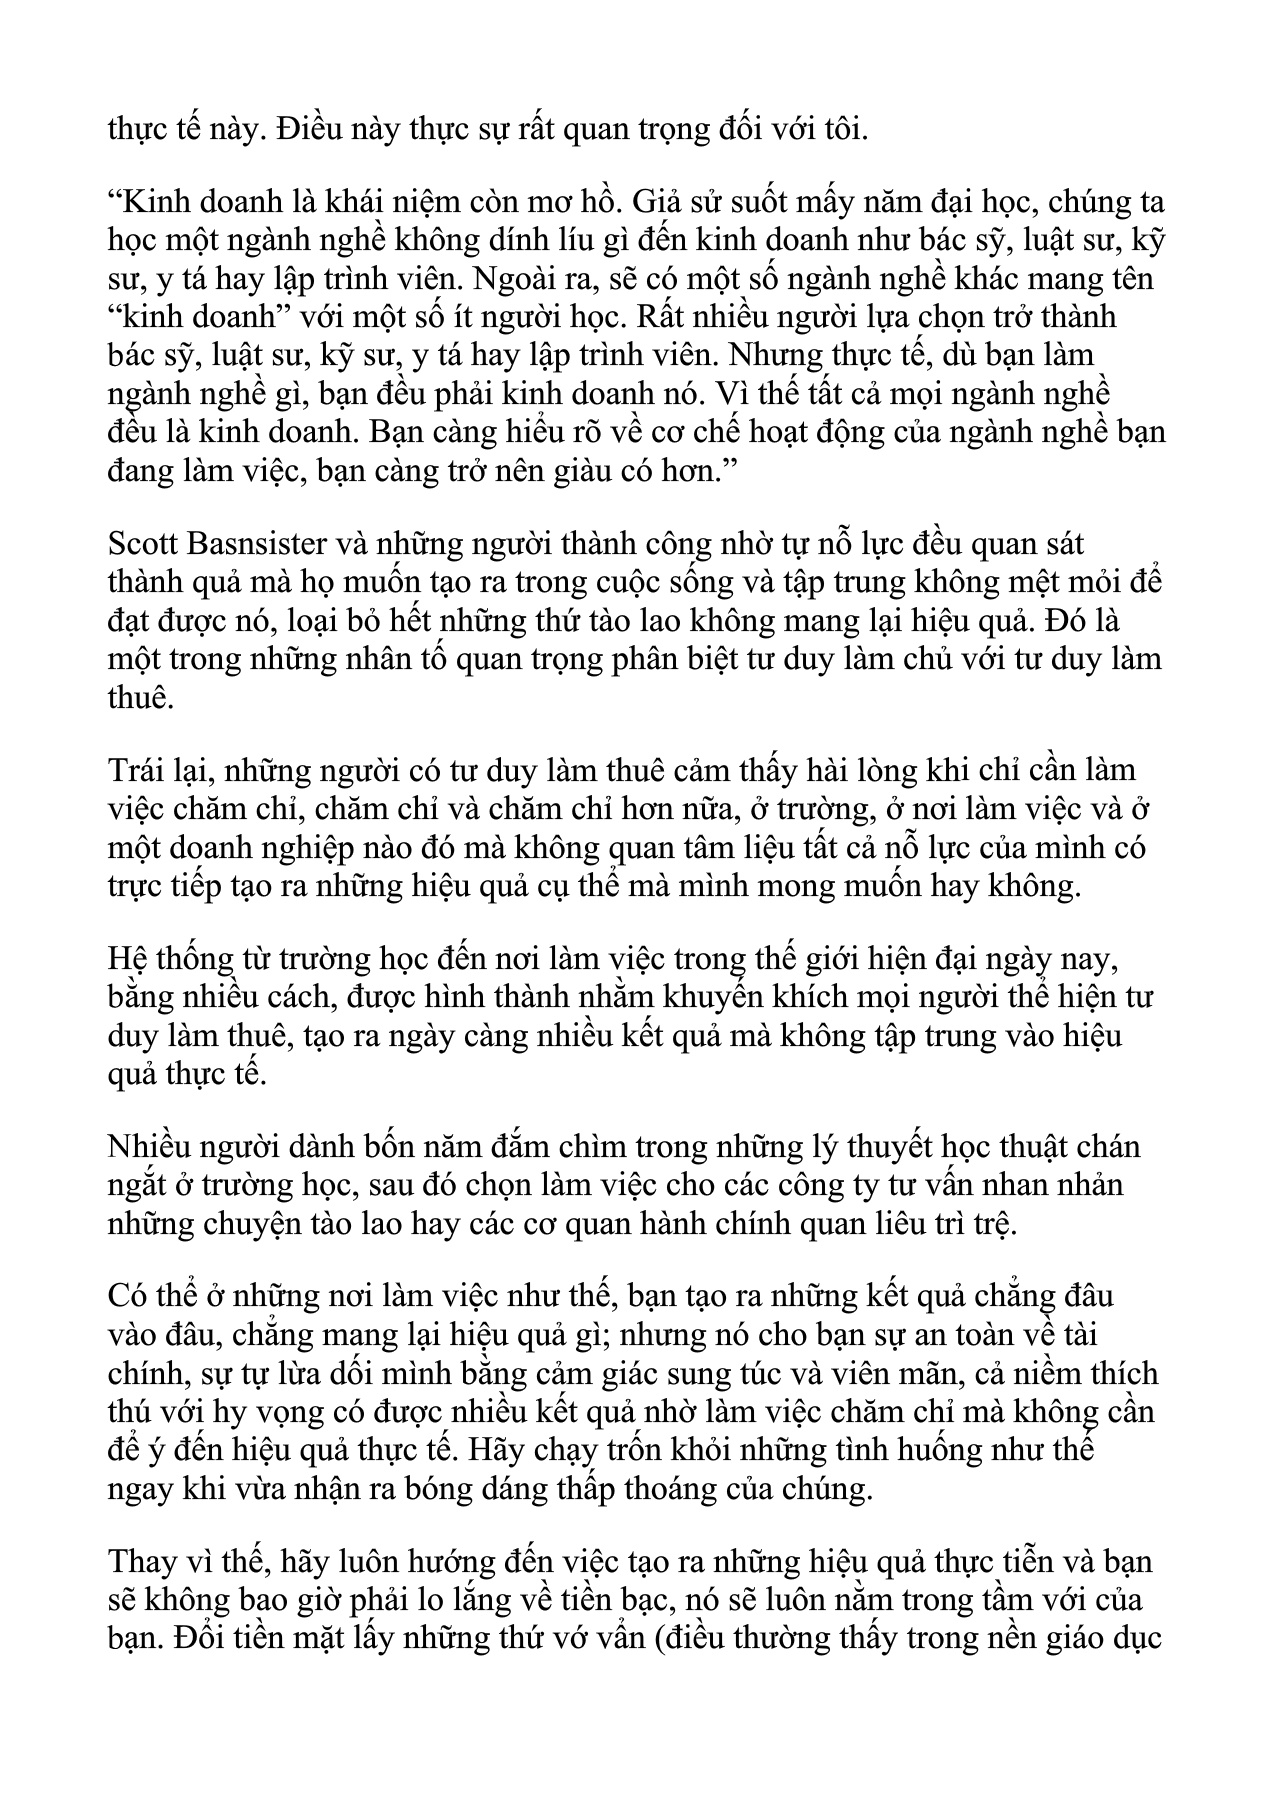 thực tế này. Điều này thực sự rất quan trọng đối với tôi.
“Kinh doanh là khái niệm còn mơ hồ. Giả sử suốt mấy năm đại học, chúng ta
học một ngành nghề không dính líu gì đến kinh doanh như bác sỹ, luật sư, kỹ
sư, y tá hay lập trình viên. Ngoài ra, sẽ có một số ngành nghề khác mang tên
“kinh doanh” với một số ít người học. Rất nhiều người lựa chọn trở thành
bác sỹ, luật sư, kỹ sư, y tá hay lập trình viên. Nhưng thực tế, dù bạn làm
ngành nghề gì, bạn đều phải kinh doanh nó. Vì thế tất cả mọi ngành nghề
đều là kinh doanh. Bạn càng hiểu rõ về cơ chế hoạt động của ngành nghề bạn
đang làm việc, bạn càng trở nên giàu có hơn.”
Scott Basnsister và những người thành công nhờ tự nỗ lực đều quan sát
thành quả mà họ muốn tạo ra trong cuộc sống và tập trung không mệt mỏi để
đạt được nó, loại bỏ hết những thứ tào lao không mang lại hiệu quả. Đó là
một trong những nhân tố quan trọng phân biệt tư duy làm chủ với tư duy làm
thuê.
Trái lại, những người có tư duy làm thuê cảm thấy hài lòng khi chỉ cần làm
việc chăm chỉ, chăm chỉ và chăm chỉ hơn nữa, ở trường, ở nơi làm việc và ở
một doanh nghiệp nào đó mà không quan tâm liệu tất cả nỗ lực của mình có
trực tiếp tạo ra những hiệu quả cụ thể mà mình mong muốn hay không.
Hệ thống từ trường học đến nơi làm việc trong thế giới hiện đại ngày nay,
bằng nhiều cách, được hình thành nhằm khuyến khích mọi người thể hiện tư
duy làm thuê, tạo ra ngày càng nhiều kết quả mà không tập trung vào hiệu
quả thực tế.
Nhiều người dành bốn năm đắm chìm trong những lý thuyết học thuật chán
ngắt ở trường học, sau đó chọn làm việc cho các công ty tư vấn nhan nhản
những chuyện tào lao hay các cơ quan hành chính quan liêu trì trệ.
Có thể ở những nơi làm việc như thế, bạn tạo ra những kết quả chẳng đâu
vào đâu, chẳng mang lại hiệu quả gì; nhưng nó cho bạn sự an toàn về tài
chính, sự tự lừa dối mình bằng cảm giác sung túc và viên mãn, cả niềm thích
thú với hy vọng có được nhiều kết quả nhờ làm việc chăm chỉ mà không cần
để ý đến hiệu quả thực tế. Hãy chạy trốn khỏi những tình huống như thế
ngay khi vừa nhận ra bóng dáng thấp thoáng của chúng.
Thay vì thế, hãy luôn hướng đến việc tạo ra những hiệu quả thực tiễn và bạn
sẽ không bao giờ phải lo lắng về tiền bạc, nó sẽ luôn nằm trong tầm với của
bạn. Đổi tiền mặt lấy những thứ vớ vẩn (điều thường thấy trong nền giáo dục